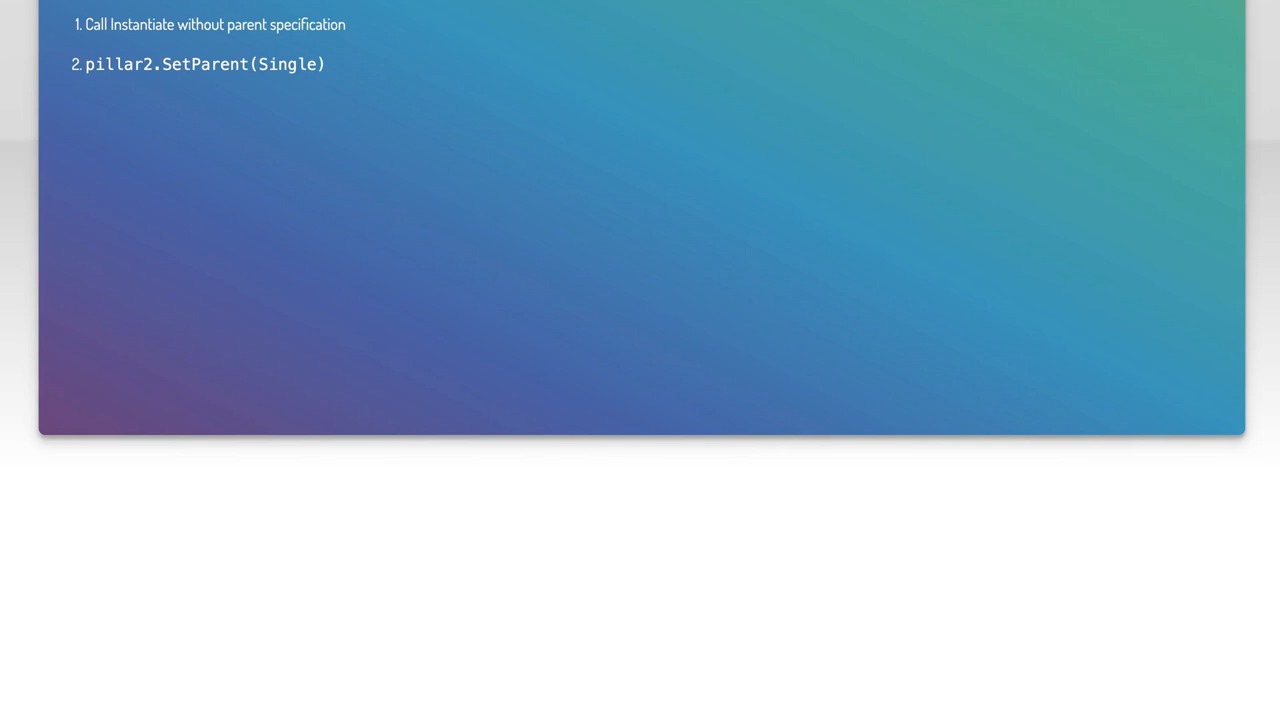 1. Call Instantiate without parent specification
2. pillar2.SetParent(Single)